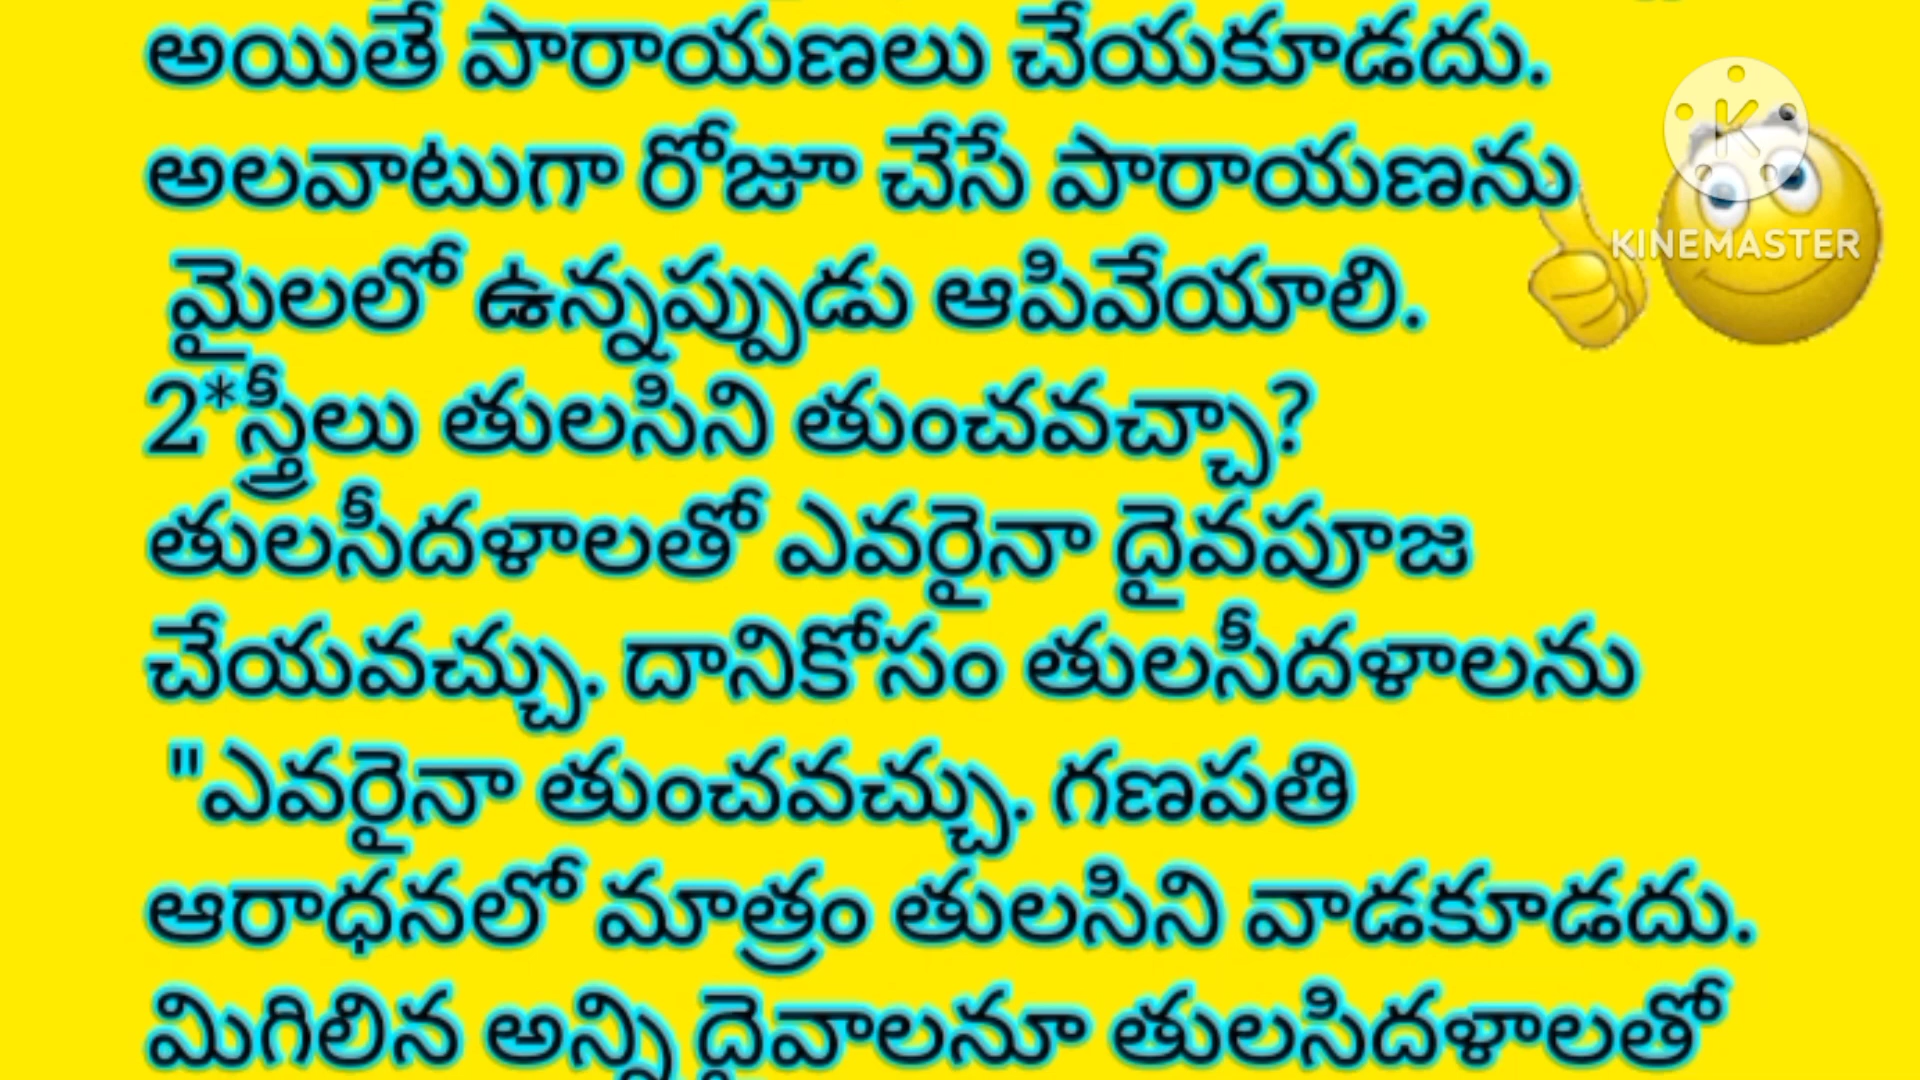 అయితే పారాయణలు చేయకూడదు.
అలవాటుగా రోజూ చేసే పారాయణను
మైలలో ఉన్నప్పుడు ఆపివేయాలి.
2*స్త్రీలు తులసిని తుంచవచ్చా?
తులసీదళాలతో ఎవరైనా దైవపూజ
చేయవచ్చు. దానికోసం తులసీదళాలను
"ఎవరైనా తుంచవచ్చు. గణపతి
ఆరాధనలో మాత్రం తులసిని వాడకూడదు.
మిగిలిన అన్ని దైవాలనూ తులసిదళాలతో
K
KINEMASTER